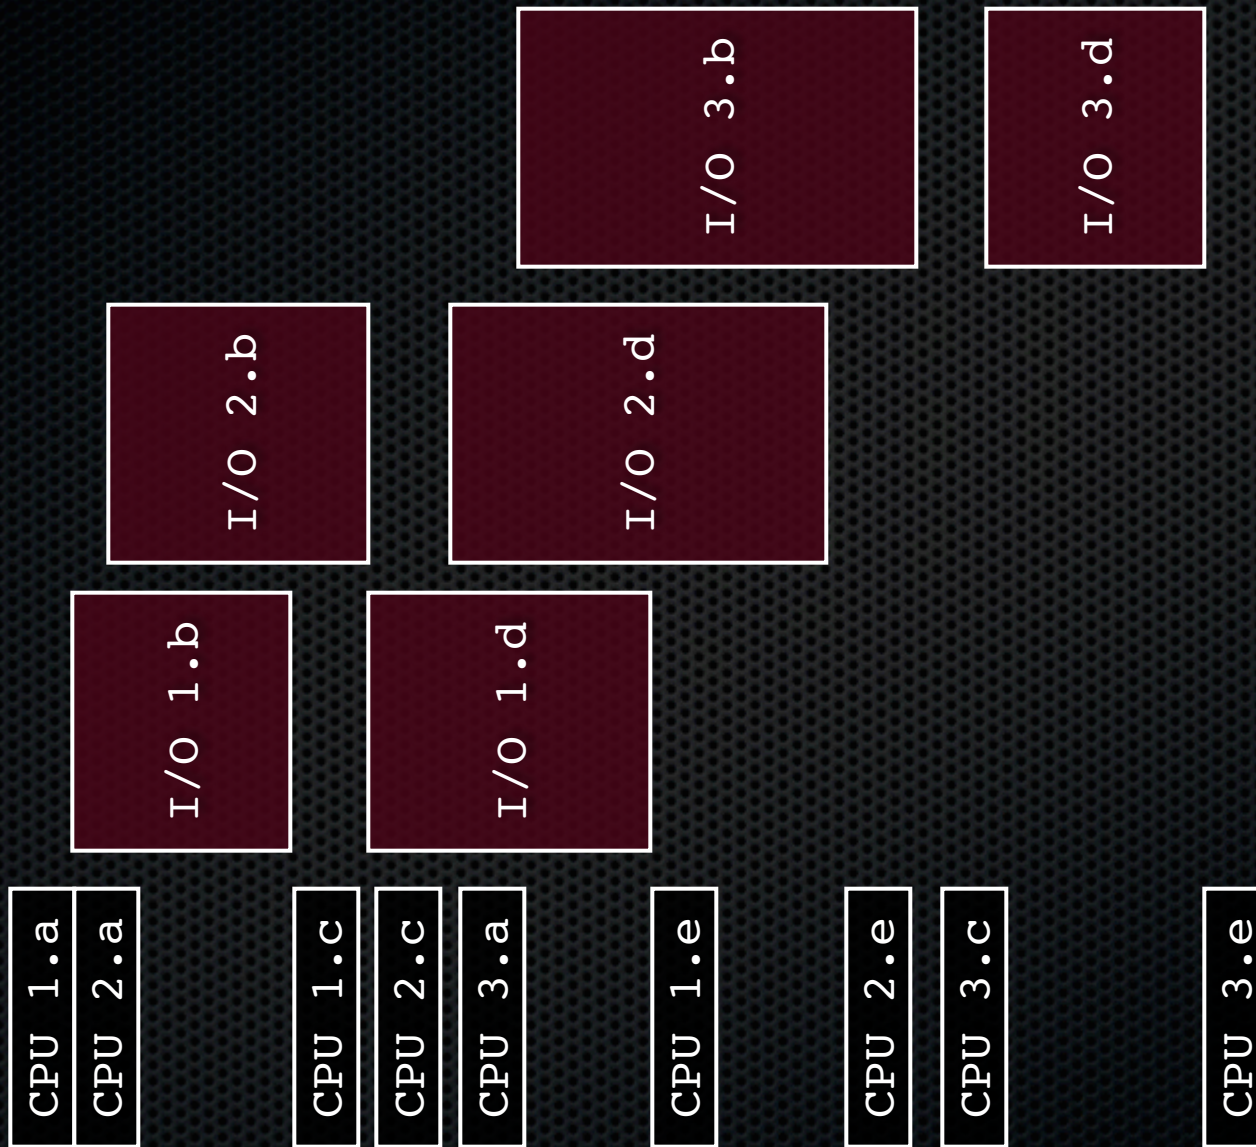 I/O 3.b
I/O 3.d
I/O 2.b
I/O 2.d
I/O 1.b
I/O 1.d
CPU 1.a
CPU 2.a
CPU 1.c
CPU 2.c
CPU 3.a
CPU 1.e
CPU 2.e
CPU 3.c
CPU 3.e